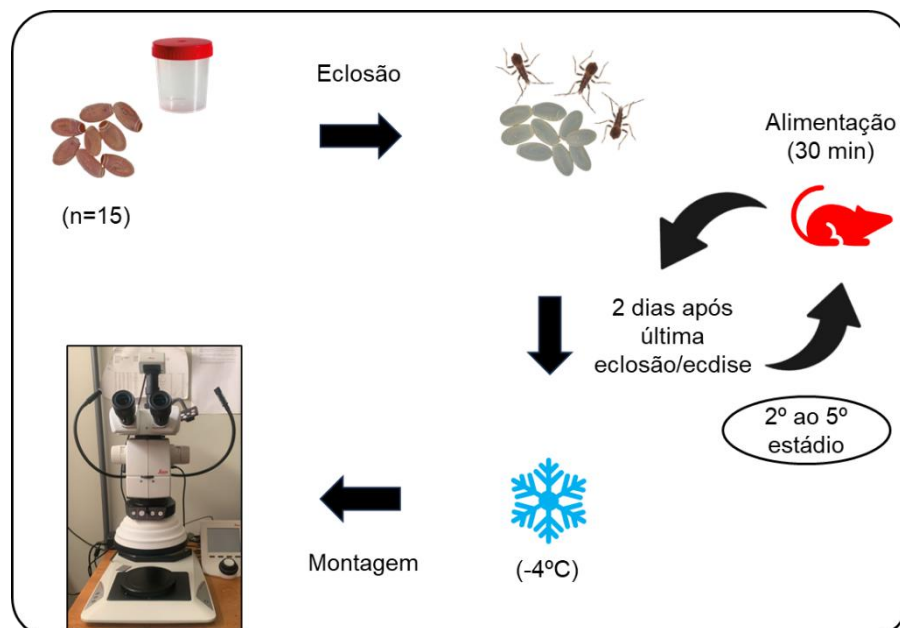 Eclosão
(n=15)
Alimentação
(30 min)
2 dias após
última
eclosão/ecdise
2º ao 5º
estádio
Montagem
(-4ºC)